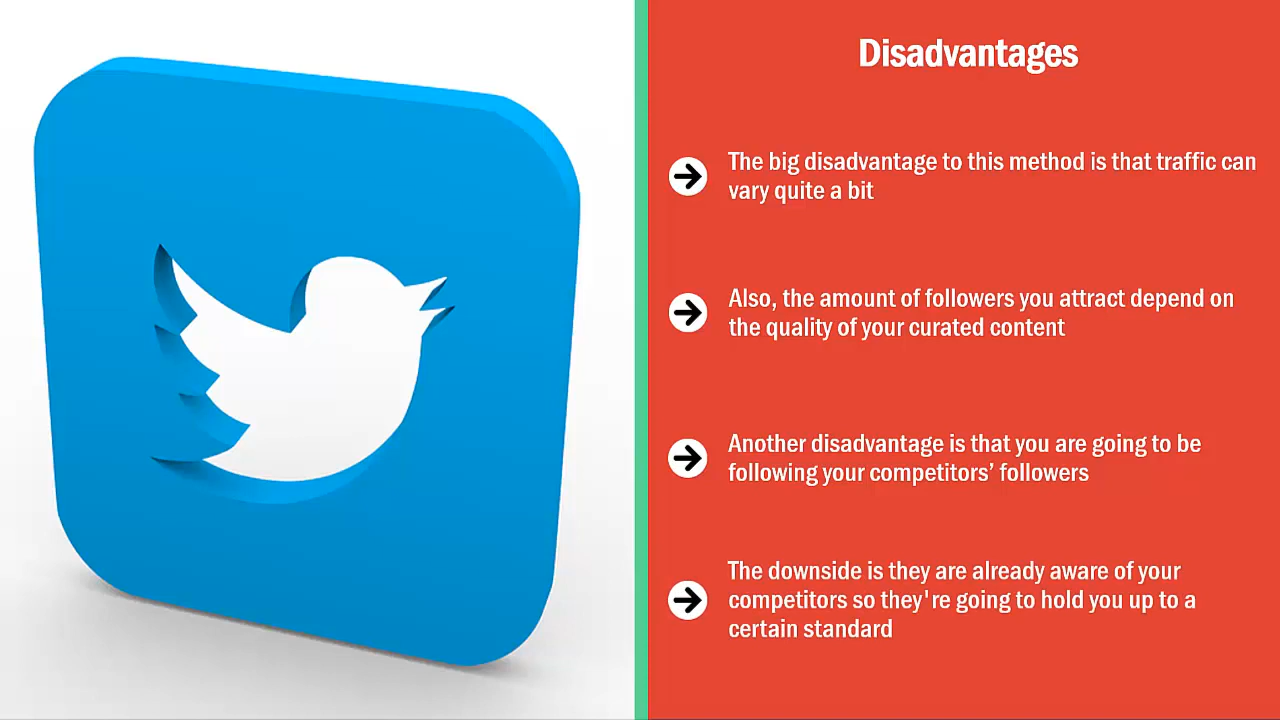 Disadvantages
The big disadvantage to this method is that traffic can
vary quite a bit
Also, the amount of followers you attract depend on
the quality of your curated content
Another disadvantage is that you are going to be
following your competitors’ followers
The downside is they are already aware of your
competitors so they're going to hold you up to a
certain standard